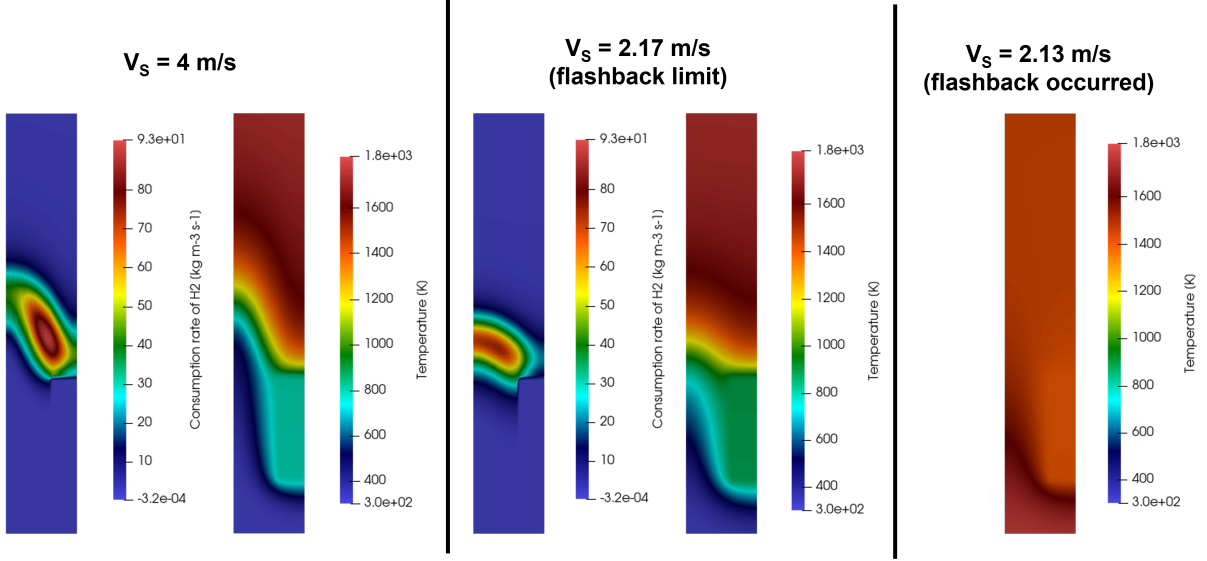 V_S = 4 m/s
9.3e+01
80
70
60
50
40
30
20
10
-3.2e-04
Consumption rate of H2 (kg m-3 s-1)
1.8e+03
1600
1400
1200
1000
800
600
400
3.0e+02
Temperature (K)
V_S = 2.17 m/s
(flashback limit)
9.3e+01
80
70
60
50
40
30
20
10
-3.2e-04
Consumption rate of H2 (kg m-3 s-1)
1.8e+03
1600
1400
1200
1000
800
600
400
3.0e+02
Temperature (K)
V_S = 2.13 m/s
(flashback occurred)
1.8e+03
1600
1400
1200
1000
800
600
400
3.0e+02
Temperature (K)